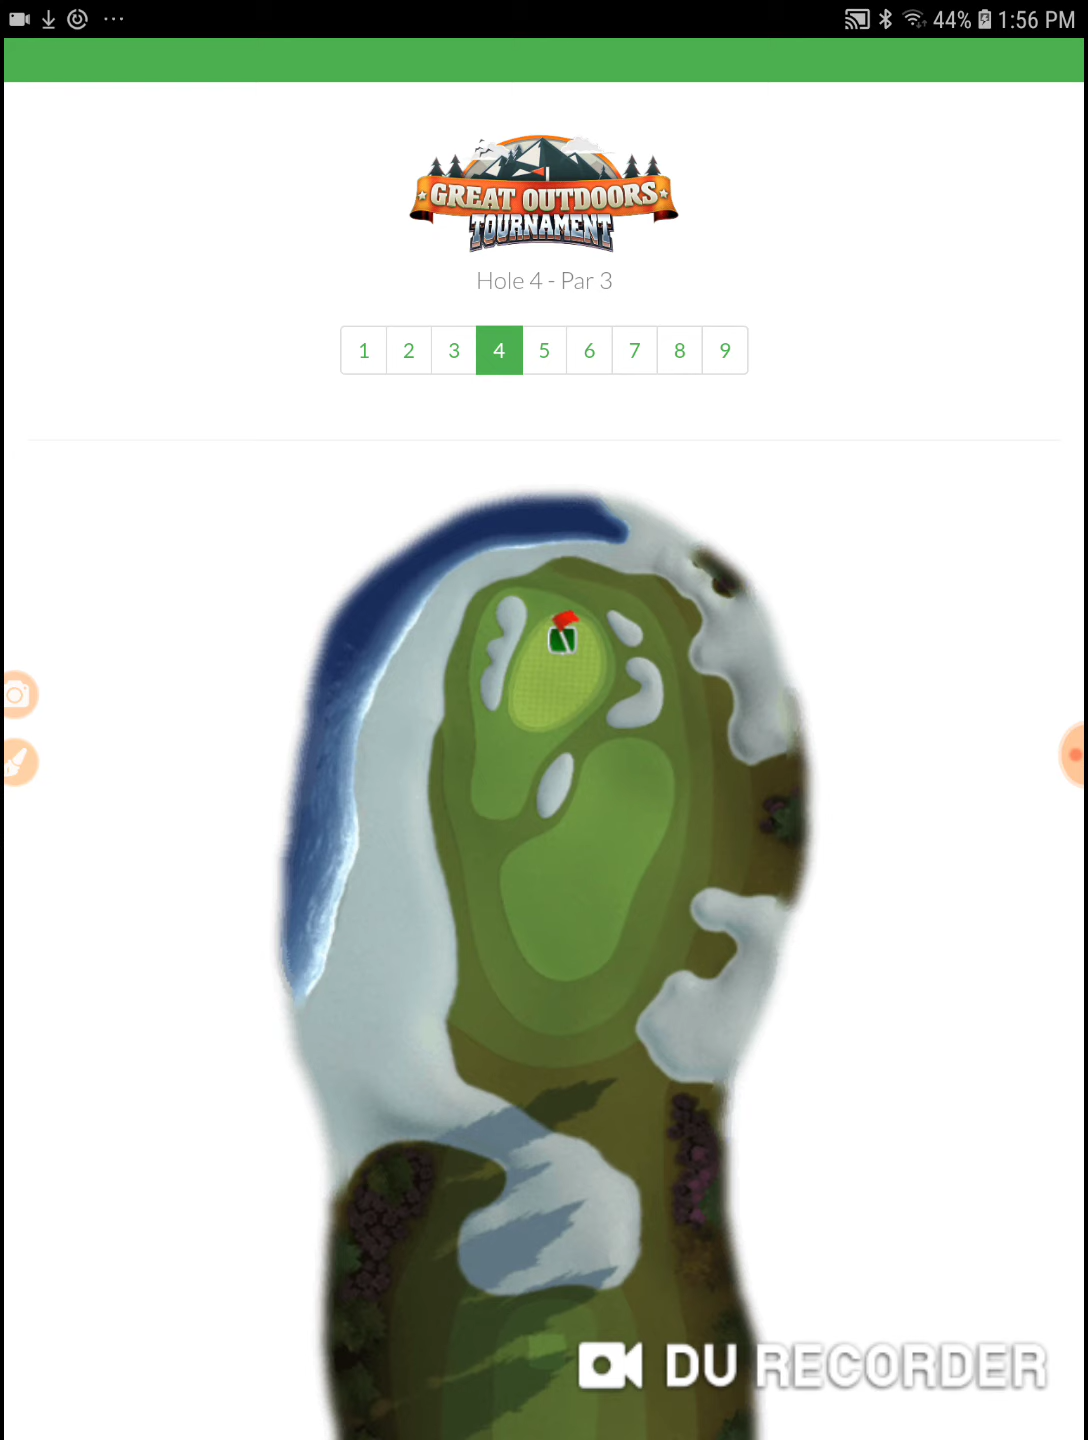 44% 1:56 PM
GREAT OUTDOORS
TOURNAMENT
Hole 4 - Par 3
1 2 3 4 5 6 7 8 9
DU RECORDER